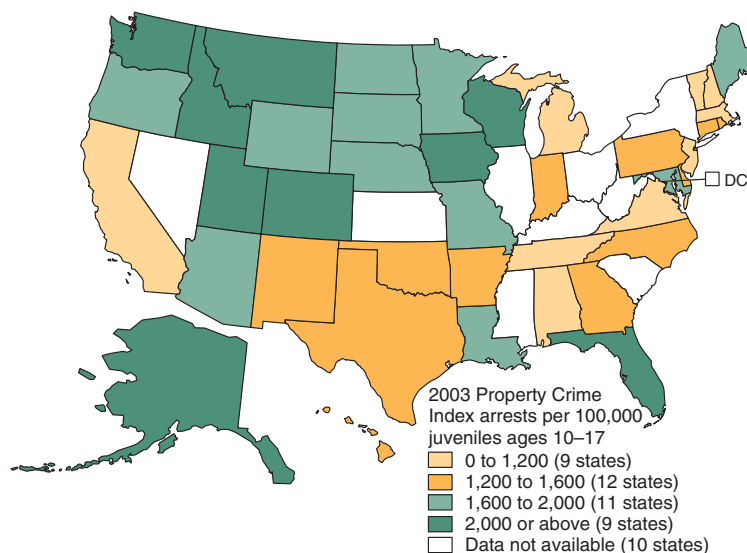 DC
2003 Property Crime
Index arrests per 100,000
juveniles ages 10–17
0 to 1,200 (9 states)
1,200 to 1,600 (12 states)
1,600 to 2,000 (11 states)
2,000 or above (9 states)
Data not available (10 states)